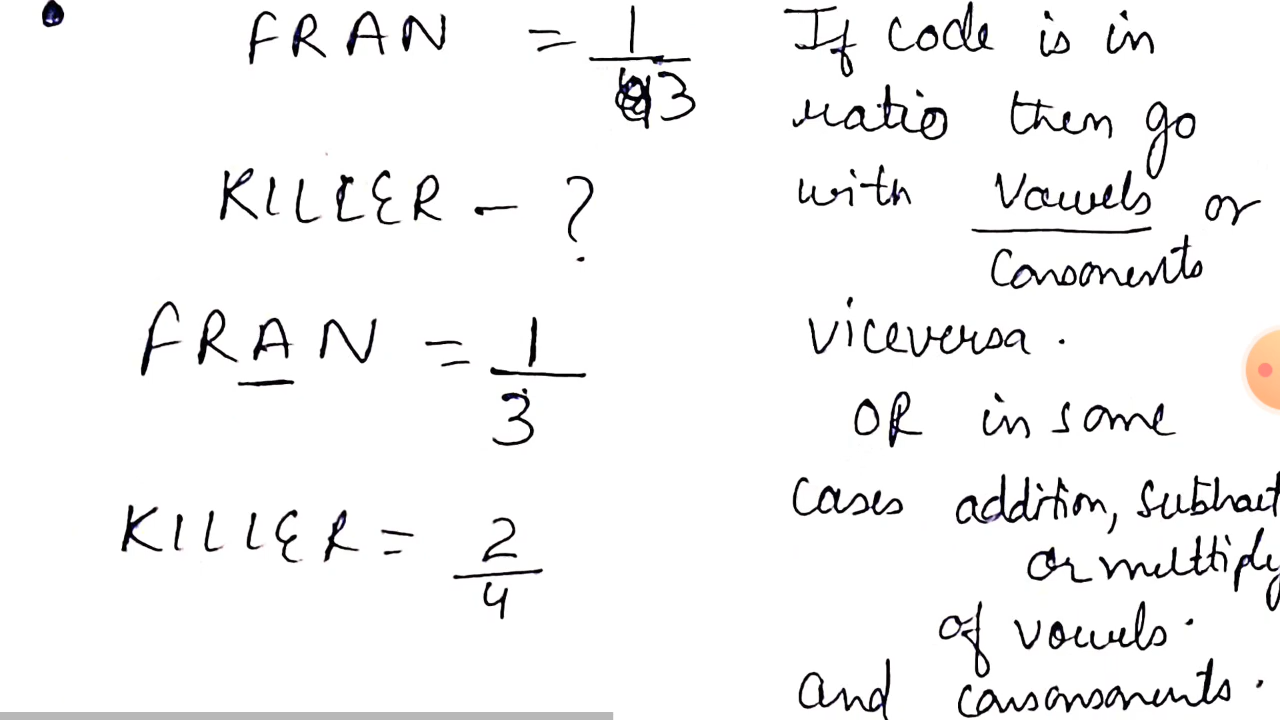 FRAN = 1/3
KILLER - ?
FRAN = 1/3
KILLER = 2/4
If code is in
ratio then go
with Vowels or
Consonents
viceversa.
OR in some
cases addition, subtract
or multiply
of vowels.
and consonsonents.